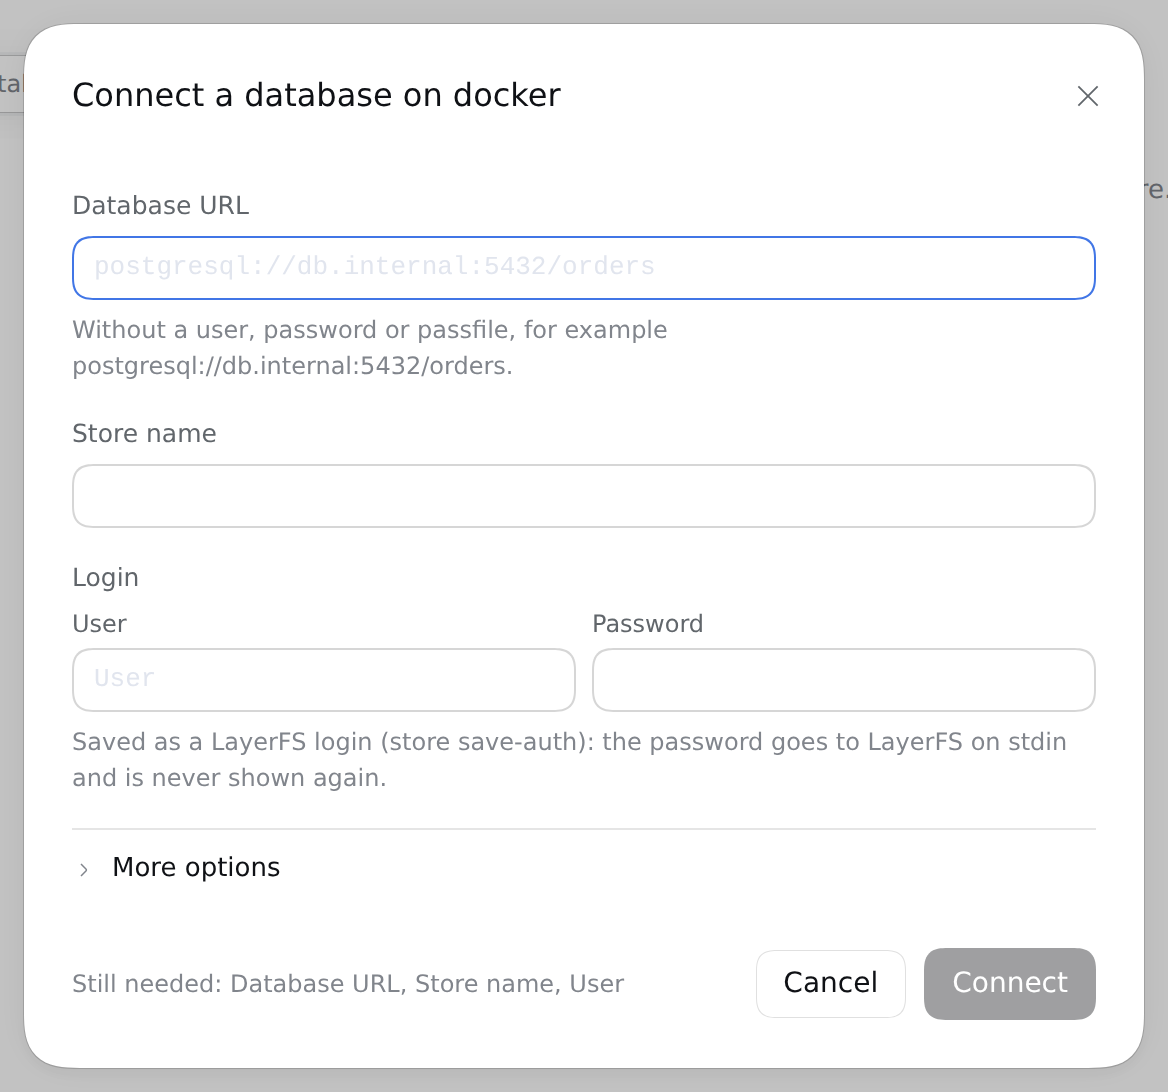 Connect a database on docker
Database URL
postgresql://db.internal:5432/orders
Without a user, password or passfile, for example
postgresql://db.internal:5432/orders.
Store name
Login
User Password
User
Saved as a LayerFS login (store save-auth): the password goes to LayerFS on stdin
and is never shown again.
More options
Still needed: Database URL, Store name, User Cancel Connect